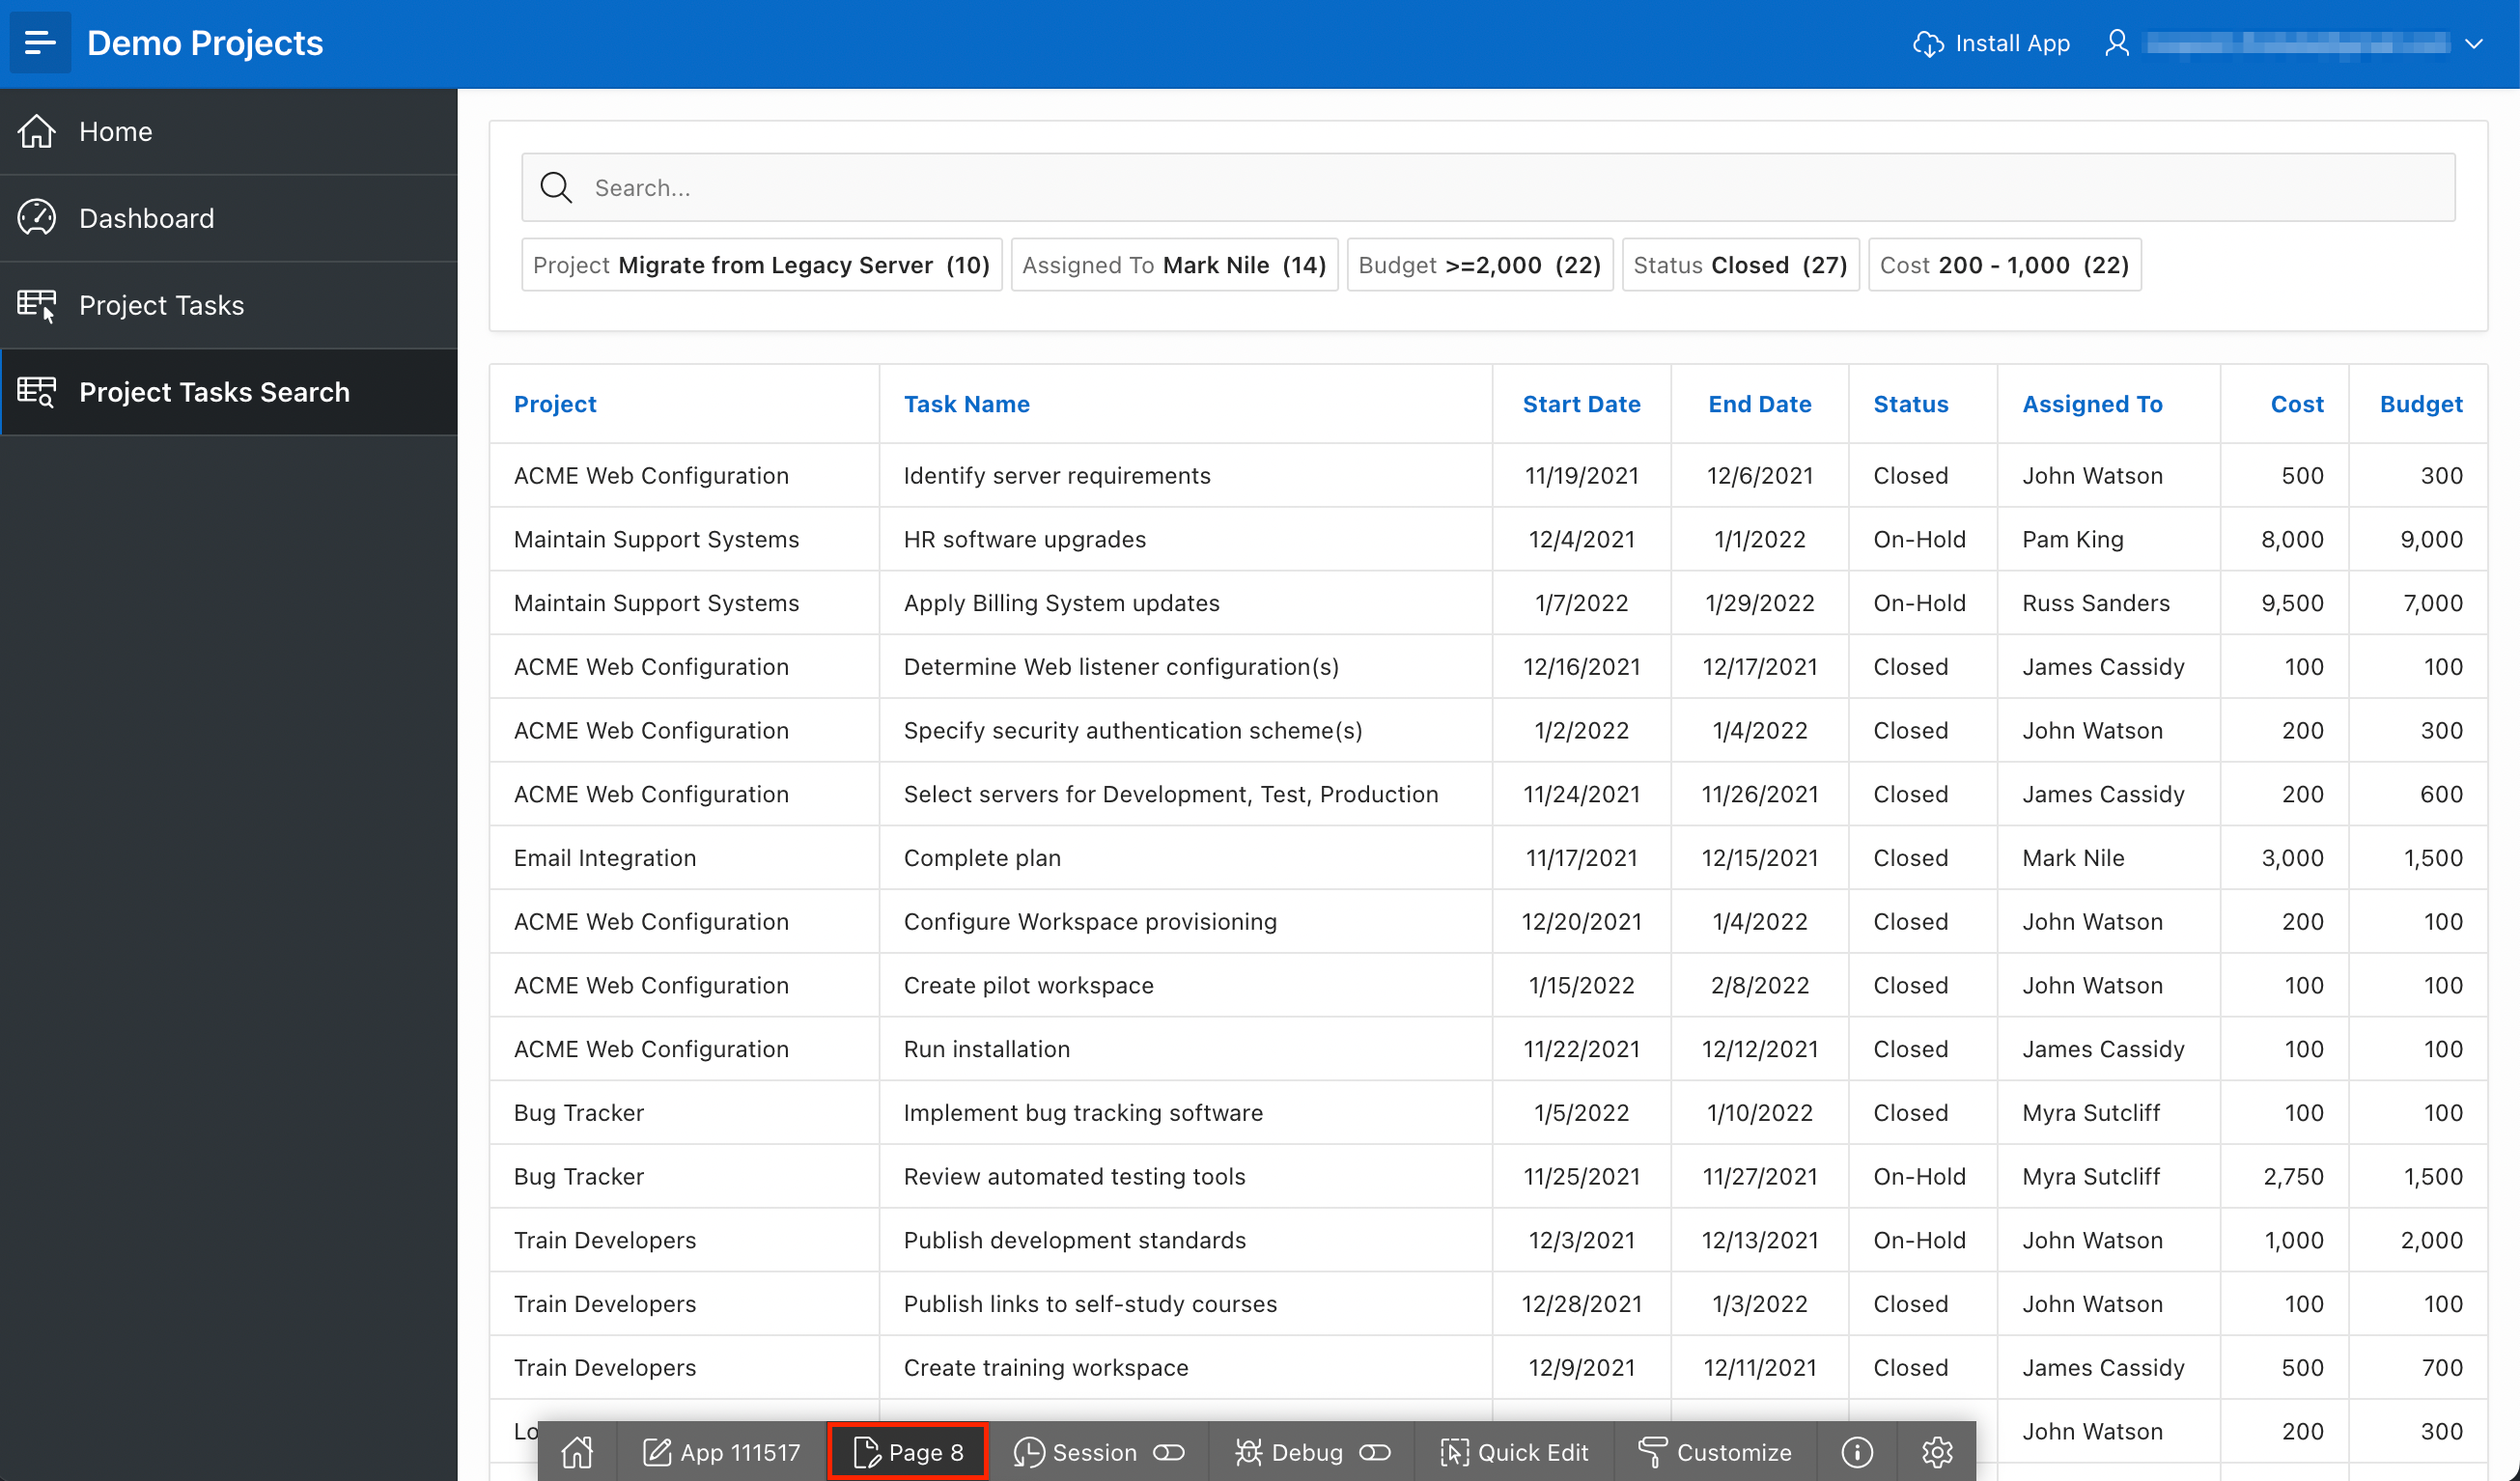 Demo Projects
Install App
Home
Dashboard
Project Tasks
Project Tasks Search
Search...
Project Migrate from Legacy Server (10) Assigned To Mark Nile (14) Budget >=2,000 (22) Status Closed (27) Cost 200 - 1,000 (22)
Project Task Name Start Date End Date Status Assigned To Cost Budget
ACME Web Configuration Identify server requirements 11/19/2021 12/6/2021 Closed John Watson 500 300
Maintain Support Systems HR software upgrades 12/4/2021 1/1/2022 On-Hold Pam King 8,000 9,000
Maintain Support Systems Apply Billing System updates 1/7/2022 1/29/2022 On-Hold Russ Sanders 9,500 7,000
ACME Web Configuration Determine Web listener configuration(s) 12/16/2021 12/17/2021 Closed James Cassidy 100 100
ACME Web Configuration Specify security authentication scheme(s) 1/2/2022 1/4/2022 Closed John Watson 200 300
ACME Web Configuration Select servers for Development, Test, Production 11/24/2021 11/26/2021 Closed James Cassidy 200 600
Email Integration Complete plan 11/17/2021 12/15/2021 Closed Mark Nile 3,000 1,500
ACME Web Configuration Configure Workspace provisioning 12/20/2021 1/4/2022 Closed John Watson 200 100
ACME Web Configuration Create pilot workspace 1/15/2022 2/8/2022 Closed John Watson 100 100
ACME Web Configuration Run installation 11/22/2021 12/12/2021 Closed James Cassidy 100 100
Bug Tracker Implement bug tracking software 1/5/2022 1/10/2022 Closed Myra Sutcliff 100 100
Bug Tracker Review automated testing tools 11/25/2021 11/27/2021 On-Hold Myra Sutcliff 2,750 1,500
Train Developers Publish development standards 12/3/2021 12/13/2021 On-Hold John Watson 1,000 2,000
Train Developers Publish links to self-study courses 12/28/2021 1/3/2022 Closed John Watson 100 100
Train Developers Create training workspace 12/9/2021 12/11/2021 Closed James Cassidy 500 700
John Watson 200 300
App 111517 Page 8 Session Debug Quick Edit Customize